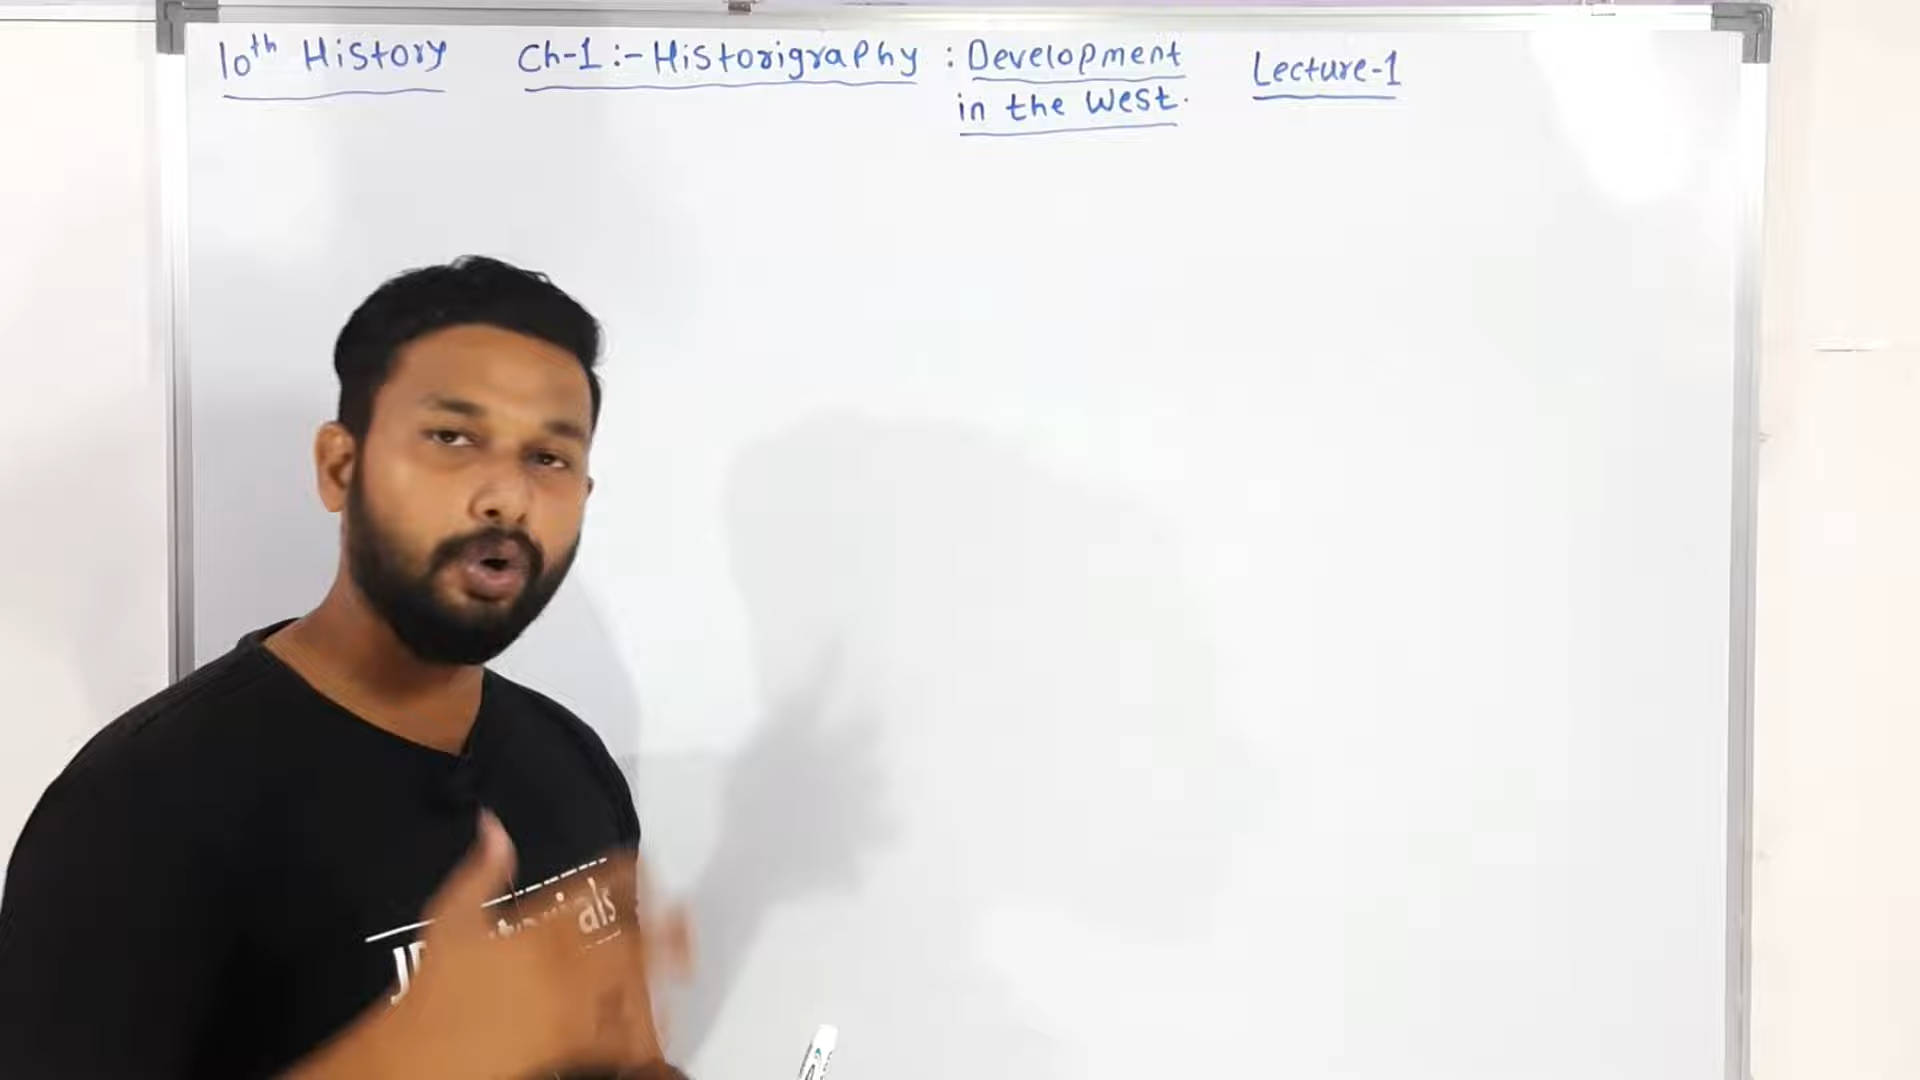 10th History Ch-1:- Historigraphy : Development
in the West.
Lecture-1